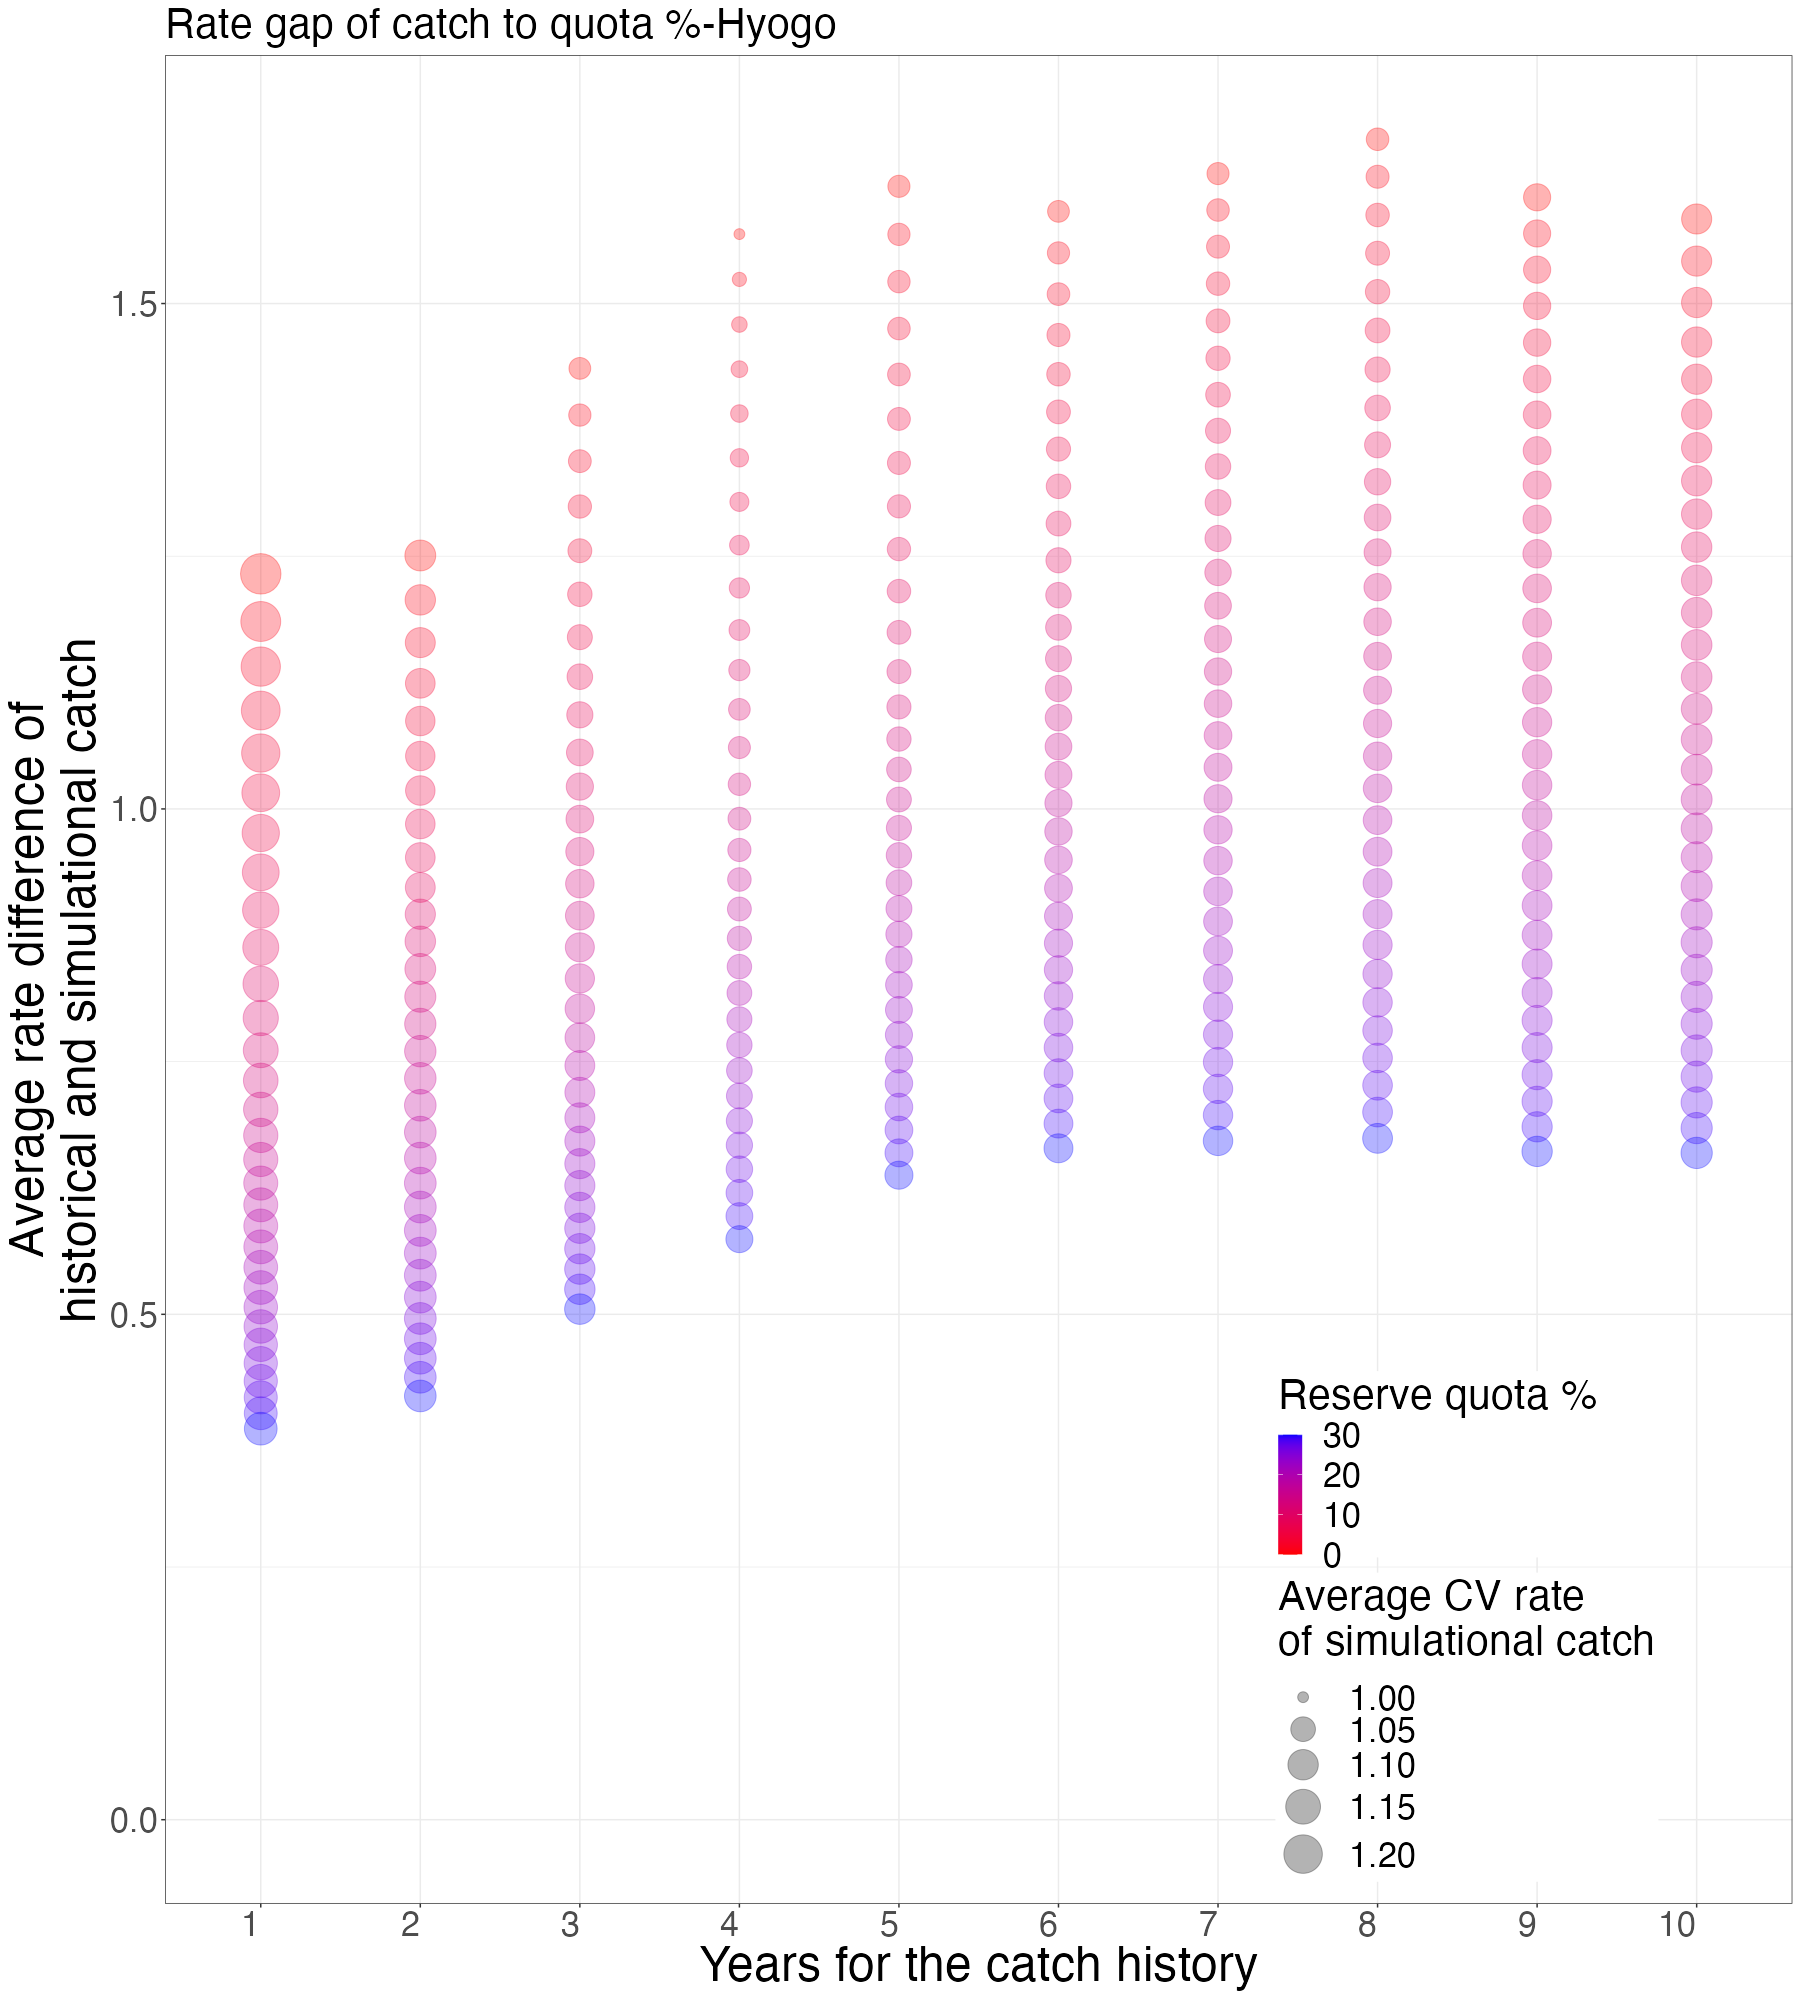 Rate gap of catch to quota %-Hyogo
Average rate difference of
historical and simulational catch
1.5
1.0
0.5
0.0
Reserve quota %
30
20
10
0
Average CV rate
of simulational catch
1.00
1.05
1.10
1.15
1.20
1 2 3 4 5 6 7 8 9 10
Years for the catch history